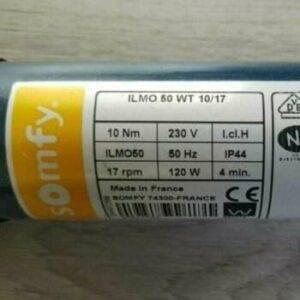 somfy.
ILMO 50 WT 10/17
10 Nm 230 V I.cl.H
ILMO50 50 Hz IP44
17 rpm 120 W 4 min.
Made in France
SOMFY 74300-FRANCE
CE